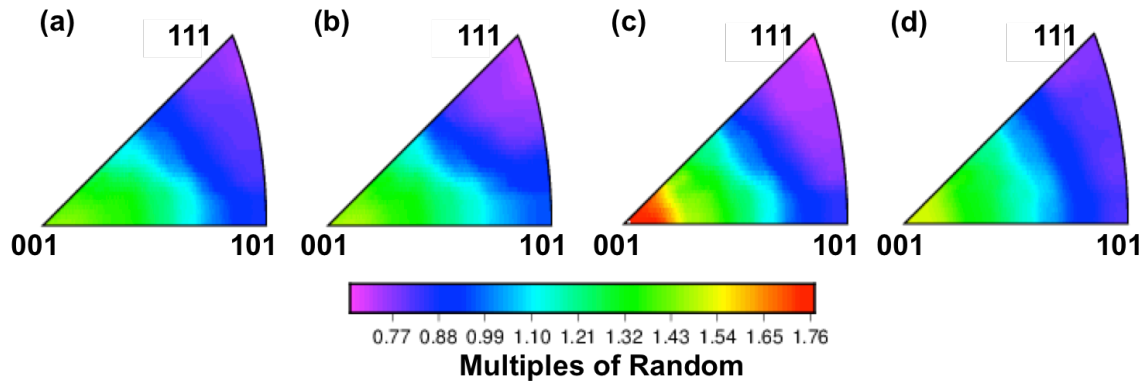 (a) (b) (c) (d)
111 111 111 111
001 101 001 101 001 101 001 101
0.77 0.88 0.99 1.10 1.21 1.32 1.43 1.54 1.65 1.76
Multiples of Random